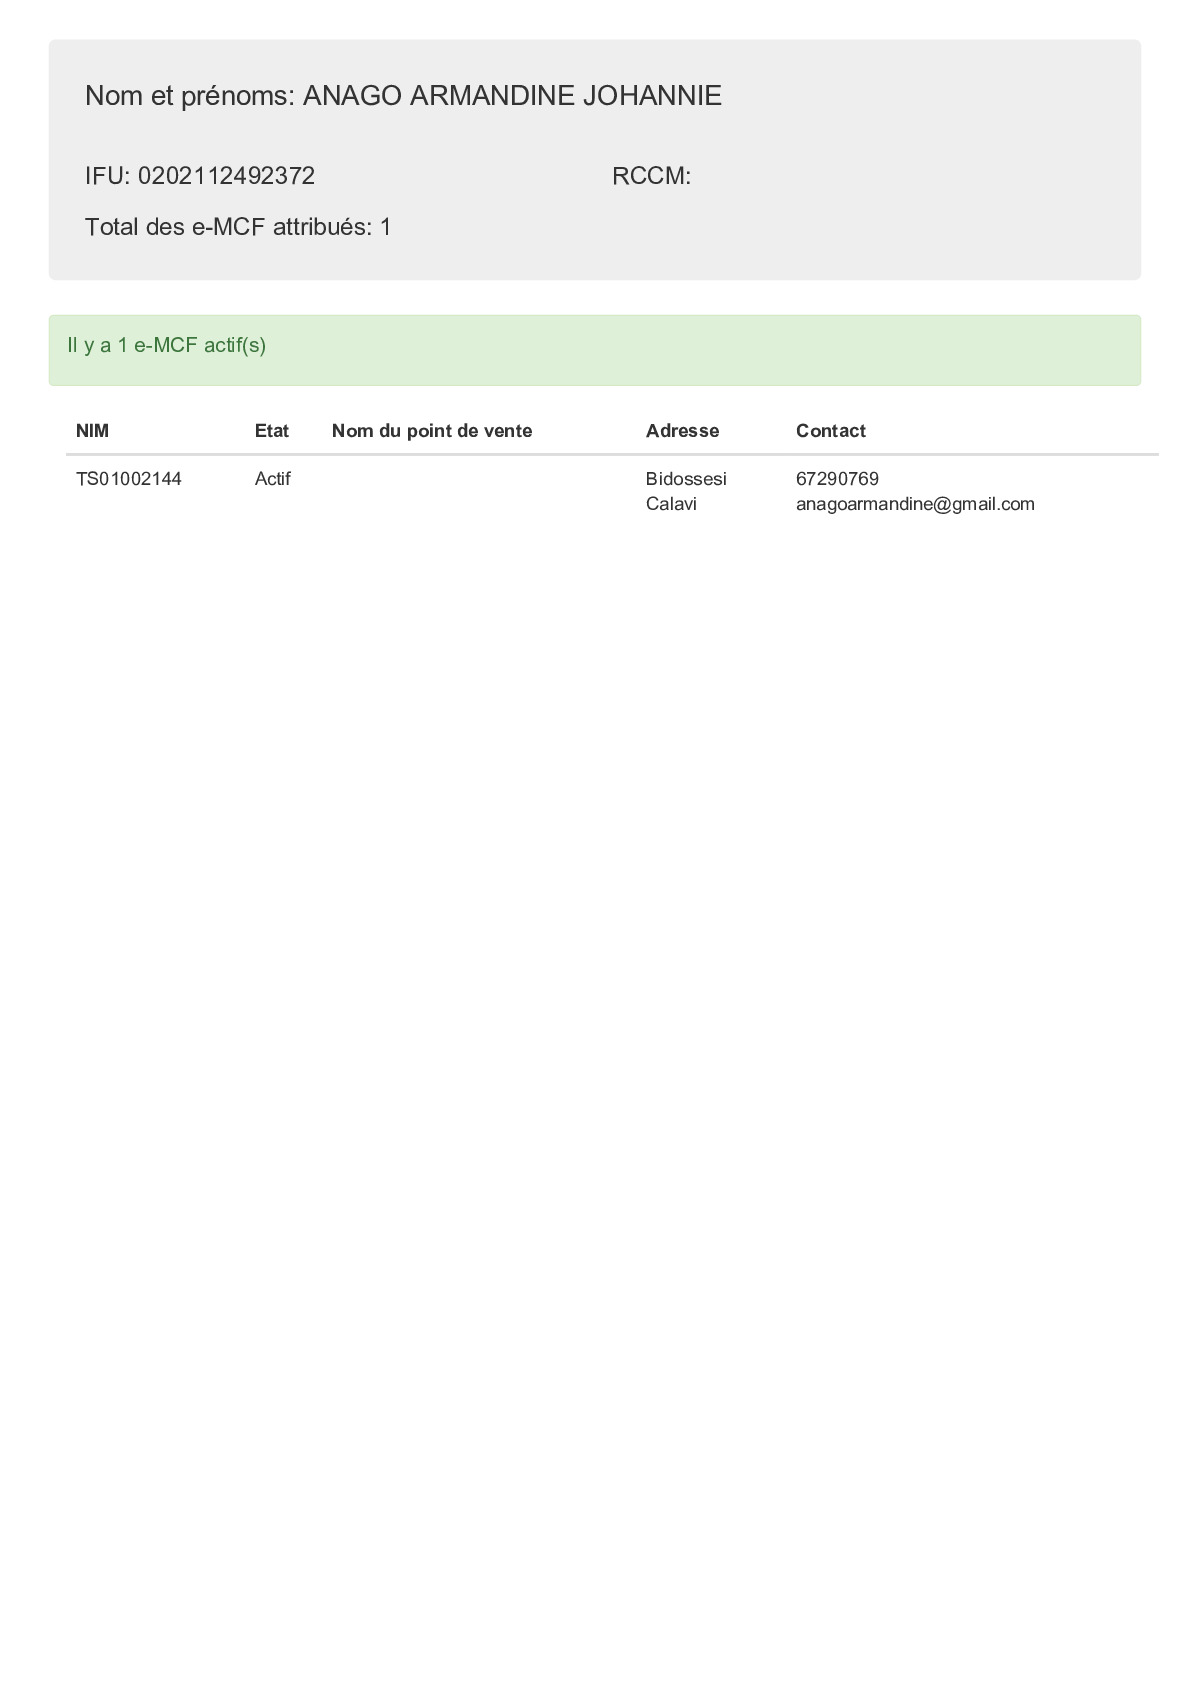 Nom et prénoms: ANAGO ARMANDINE JOHANNIE
IFU: 0202112492372 RCCM:
Total des e-MCF attribués: 1
Il y a 1 e-MCF actif(s)
NIM Etat Nom du point de vente Adresse Contact
TS01002144 Actif Bidossesi 67290769
Calavi anagoarmandine@gmail.com